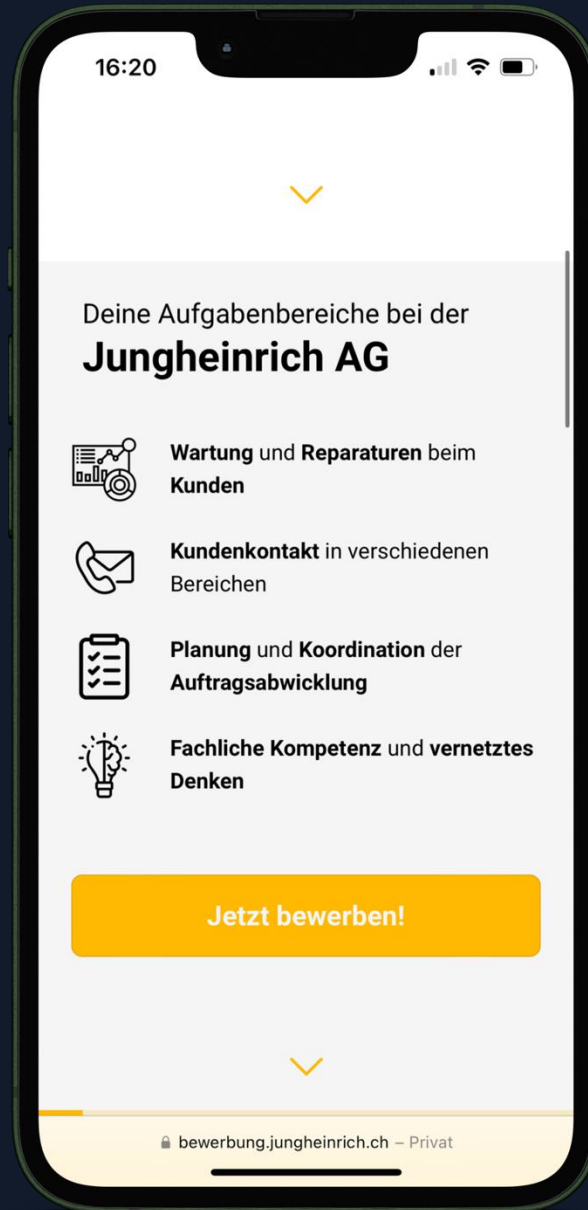 16:20
Deine Aufgabenbereiche bei der
Jungheinrich AG
Wartung und Reparaturen beim
Kunden
Kundenkontakt in verschiedenen
Bereichen
Planung und Koordination der
Auftragsabwicklung
Fachliche Kompetenz und vernetztes
Denken
Jetzt bewerben!
bewerbung.jungheinrich.ch – Privat